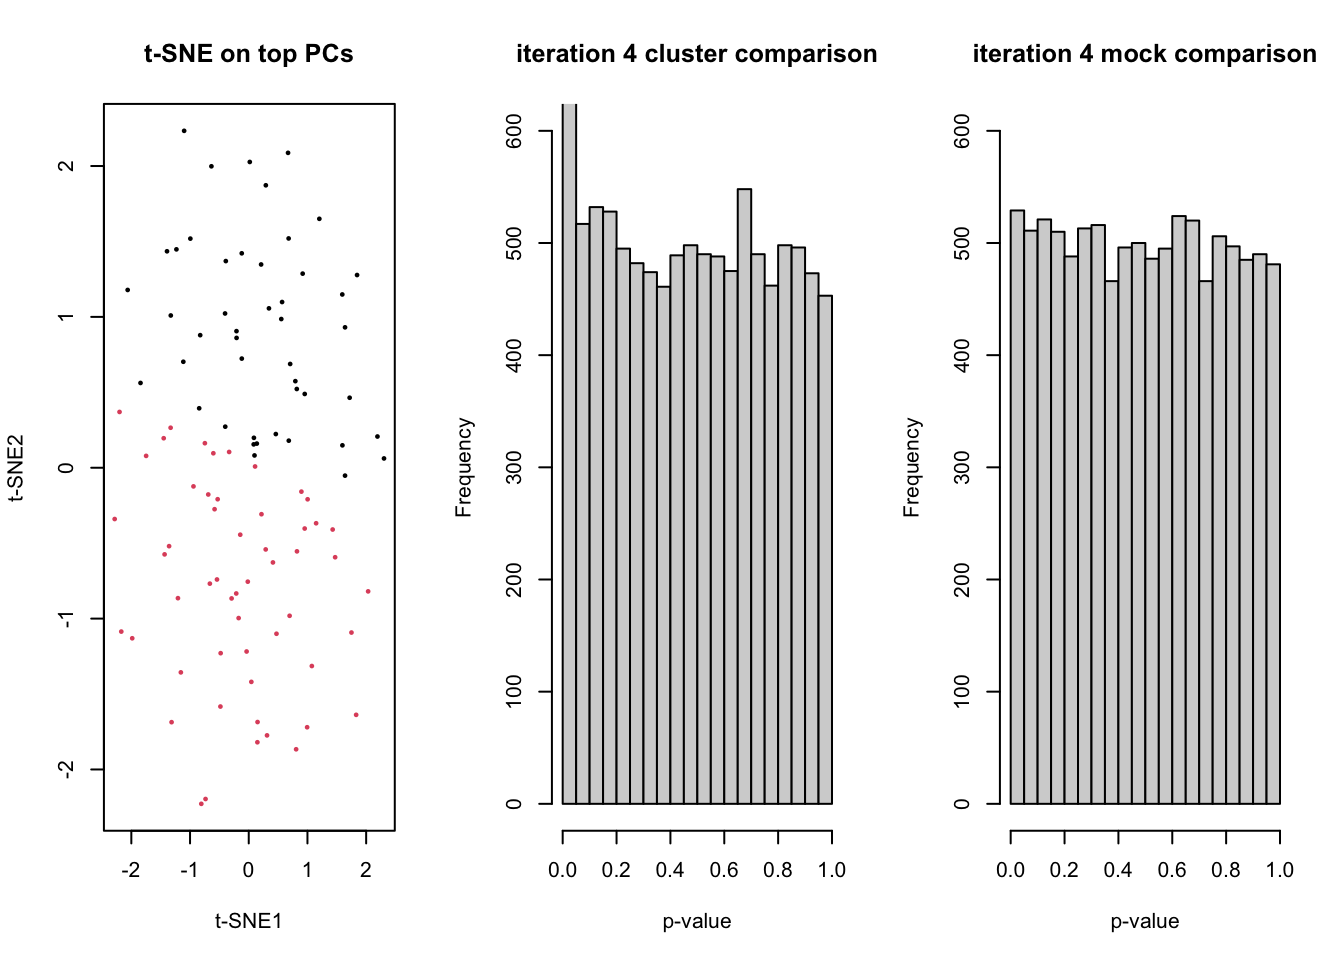 t-SNE on top PCs
t-SNE2
2
1
0
-1
-2
-2 -1 0 1 2
t-SNE1
iteration 4 cluster comparison
Frequency
600
500
400
300
200
100
0
0.0 0.2 0.4 0.6 0.8 1.0
p-value
iteration 4 mock comparison
Frequency
600
500
400
300
200
100
0
0.0 0.2 0.4 0.6 0.8 1.0
p-value